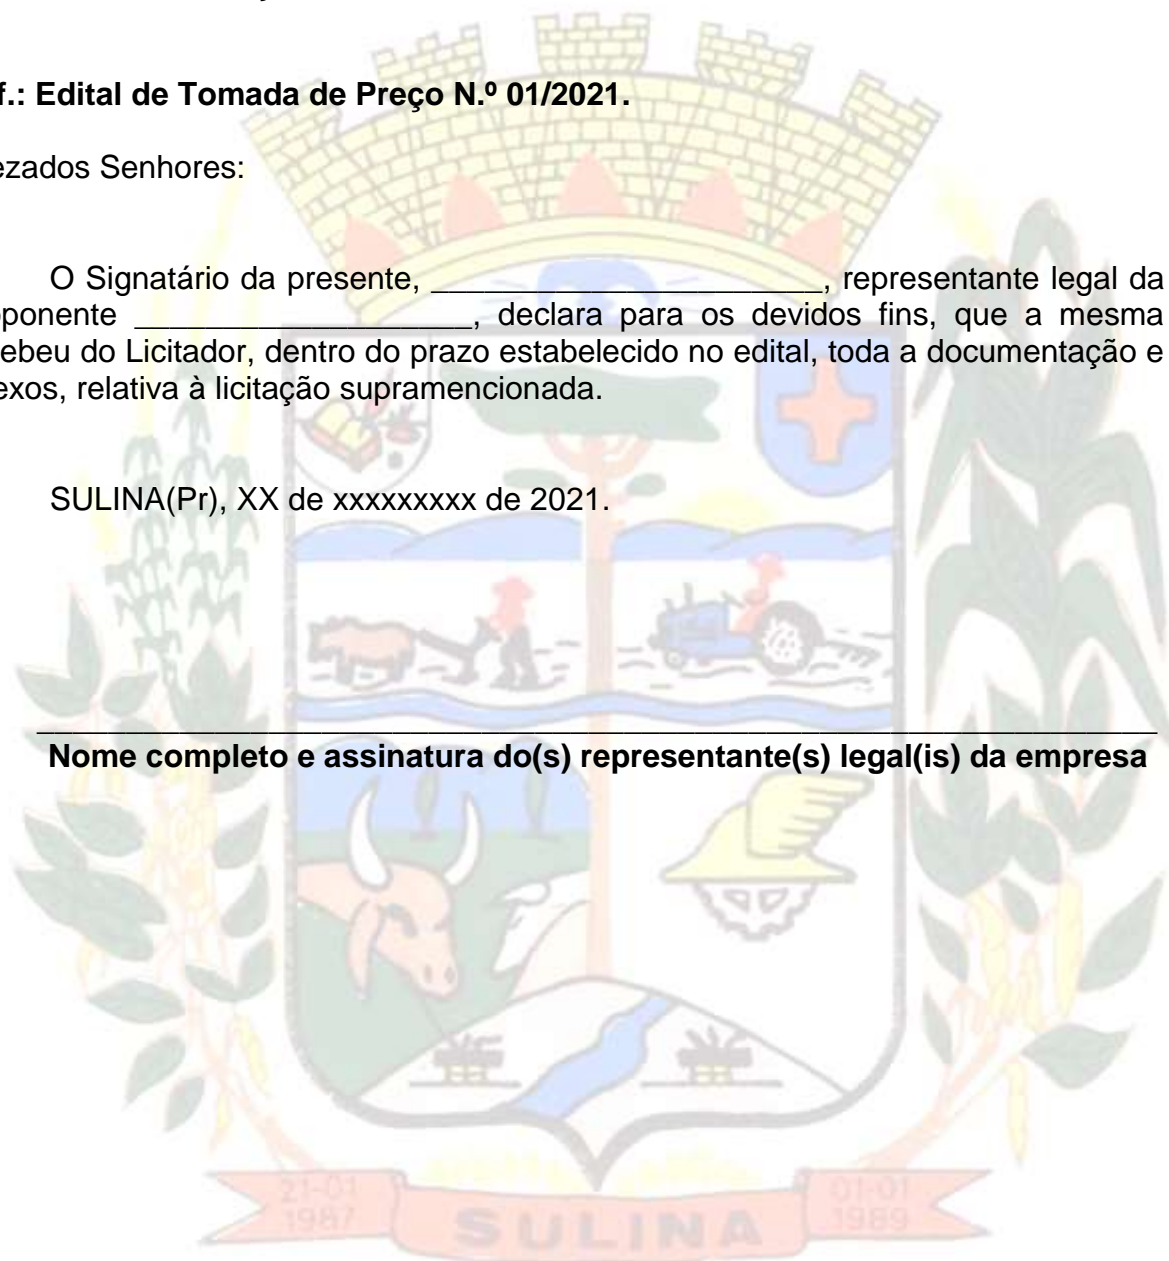 f.: Edital de Tomada de Preço N.º 01/2021.
ezados Senhores:
O Signatário da presente, ______________________, representante legal da
ponente ___________________, declara para os devidos fins, que a mesma
ebeu do Licitador, dentro do prazo estabelecido no edital, toda a documentação e
exos, relativa à licitação supramencionada.
SULINA(Pr), XX de xxxxxxxxx de 2021.
Nome completo e assinatura do(s) representante(s) legal(is) da empresa
21-01
1987
SULINA
01-01
1989